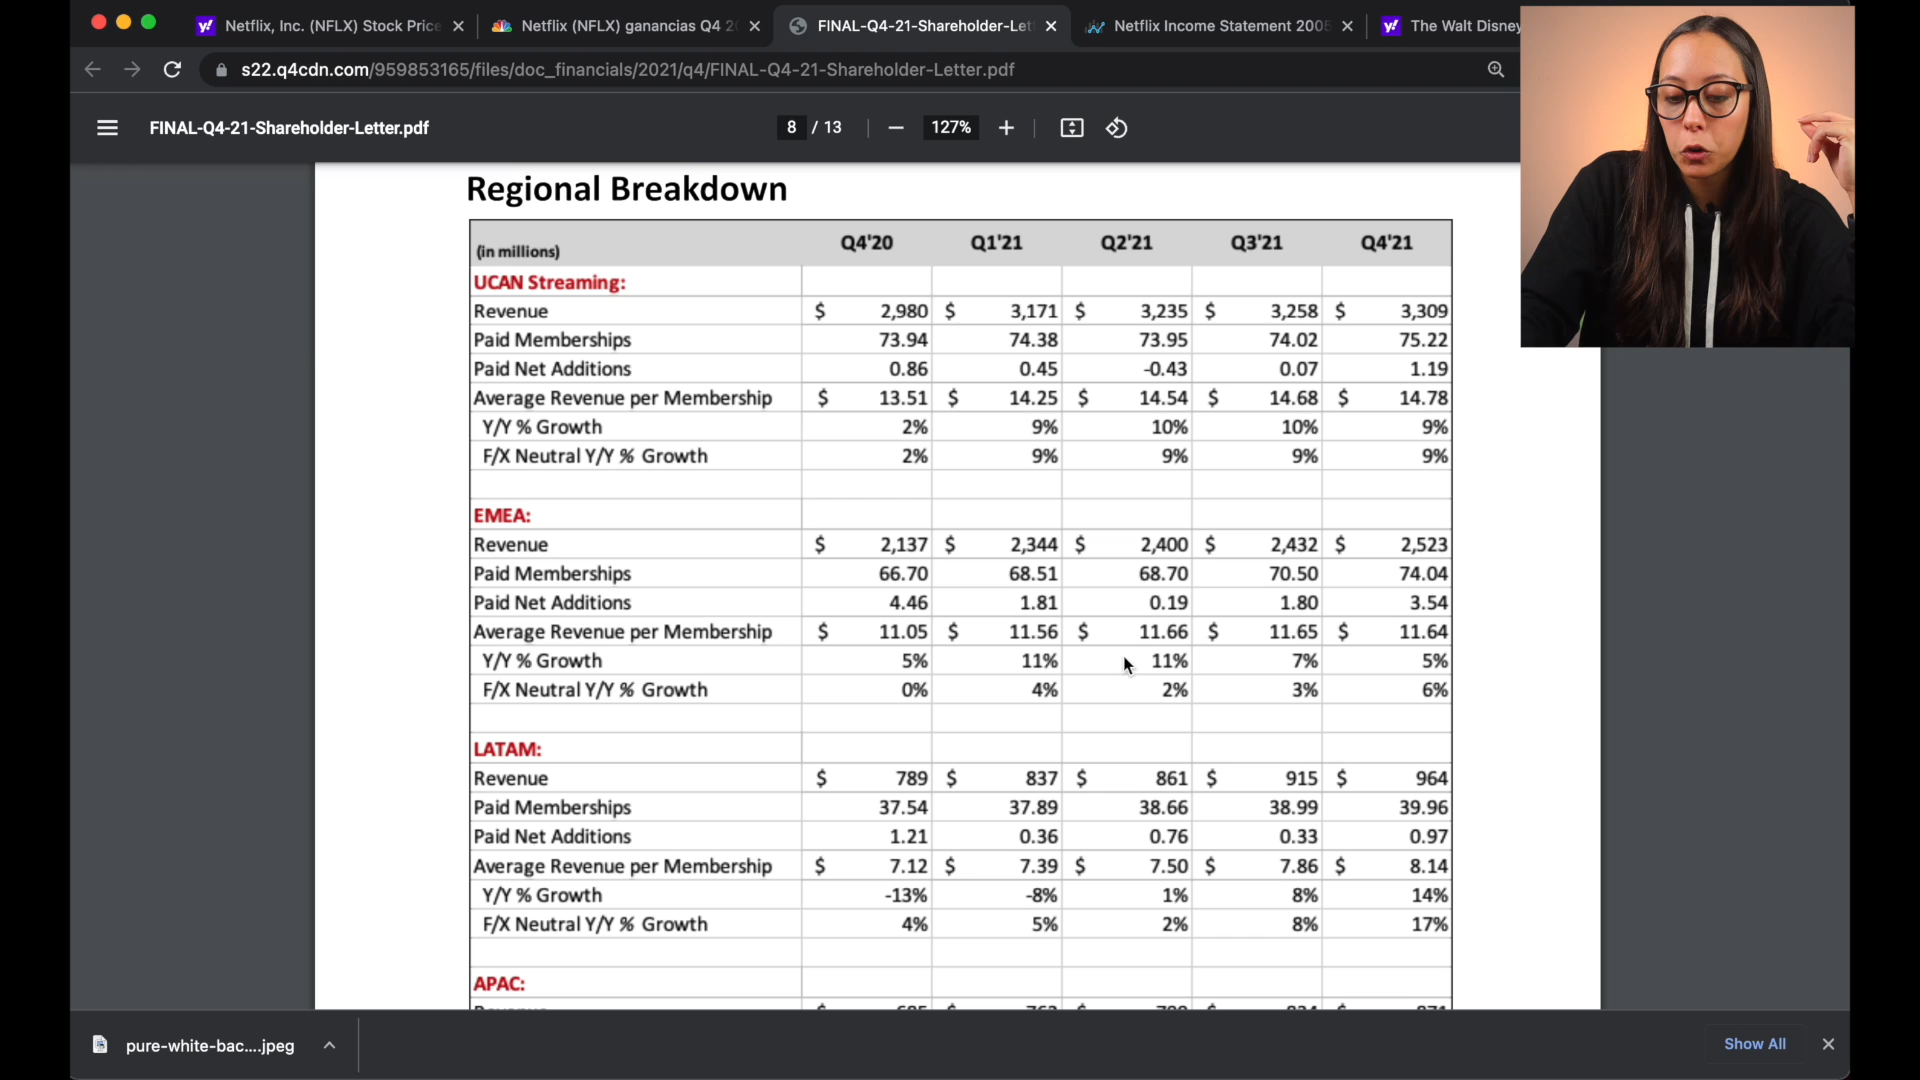 Netflix, Inc. (NFLX) Stock Price
Netflix (NFLX) ganancias Q4 2
FINAL-Q4-21-Shareholder-Let
Netflix Income Statement 2005
The Walt Disney
s22.q4cdn.com/959853165/files/doc_financials/2021/q4/FINAL-Q4-21-Shareholder-Letter.pdf
FINAL-Q4-21-Shareholder-Letter.pdf 8 / 13 — 127% +
Regional Breakdown
(in millions) Q4'20 Q1'21 Q2'21 Q3'21 Q4'21
UCAN Streaming:
Revenue $ 2,980 $ 3,171 $ 3,235 $ 3,258 $ 3,309
Paid Memberships 73.94 74.38 73.95 74.02 75.22
Paid Net Additions 0.86 0.45 -0.43 0.07 1.19
Average Revenue per Membership $ 13.51 $ 14.25 $ 14.54 $ 14.68 $ 14.78
Y/Y % Growth 2% 9% 10% 10% 9%
F/X Neutral Y/Y % Growth 2% 9% 9% 9% 9%
EMEA:
Revenue $ 2,137 $ 2,344 $ 2,400 $ 2,432 $ 2,523
Paid Memberships 66.70 68.51 68.70 70.50 74.04
Paid Net Additions 4.46 1.81 0.19 1.80 3.54
Average Revenue per Membership $ 11.05 $ 11.56 $ 11.66 $ 11.65 $ 11.64
Y/Y % Growth 5% 11% 11% 7% 5%
F/X Neutral Y/Y % Growth 0% 4% 2% 3% 6%
LATAM:
Revenue $ 789 $ 837 $ 861 $ 915 $ 964
Paid Memberships 37.54 37.89 38.66 38.99 39.96
Paid Net Additions 1.21 0.36 0.76 0.33 0.97
Average Revenue per Membership $ 7.12 $ 7.39 $ 7.50 $ 7.86 $ 8.14
Y/Y % Growth -13% -8% 1% 8% 14%
F/X Neutral Y/Y % Growth 4% 5% 2% 8% 17%
APAC:
pure-white-bac....jpeg
Show All